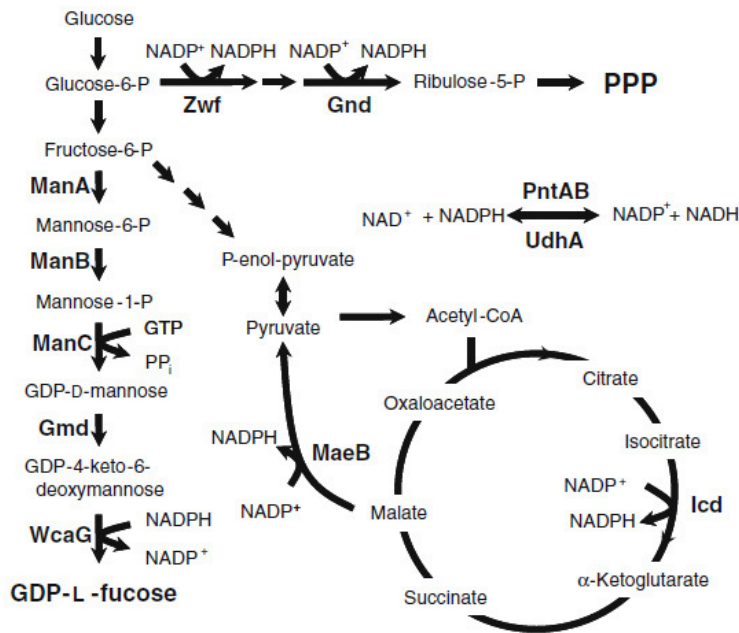 Glucose
NADP+ NADPH NADP+ NADPH
Glucose-6-P Ribulose-5-P PPP
Zwf Gnd
Fructose-6-P
ManA PntAB
Mannose-6-P NAD+ + NADPH NADP+ + NADH
UdhA
ManB P-enol-pyruvate
Mannose-1-P
ManC GTP Pyruvate Acetyl-CoA
PPi
GDP-D-mannose Oxaloacetate Citrate
Gmd NADPH MaeB Isocitrate
GDP-4-keto-6-
deoxymannose
NADP+ Malate NADP+ Icd
NADPH
WcaG NADPH
NADP+
GDP-L-fucose Succinate α-Ketoglutarate